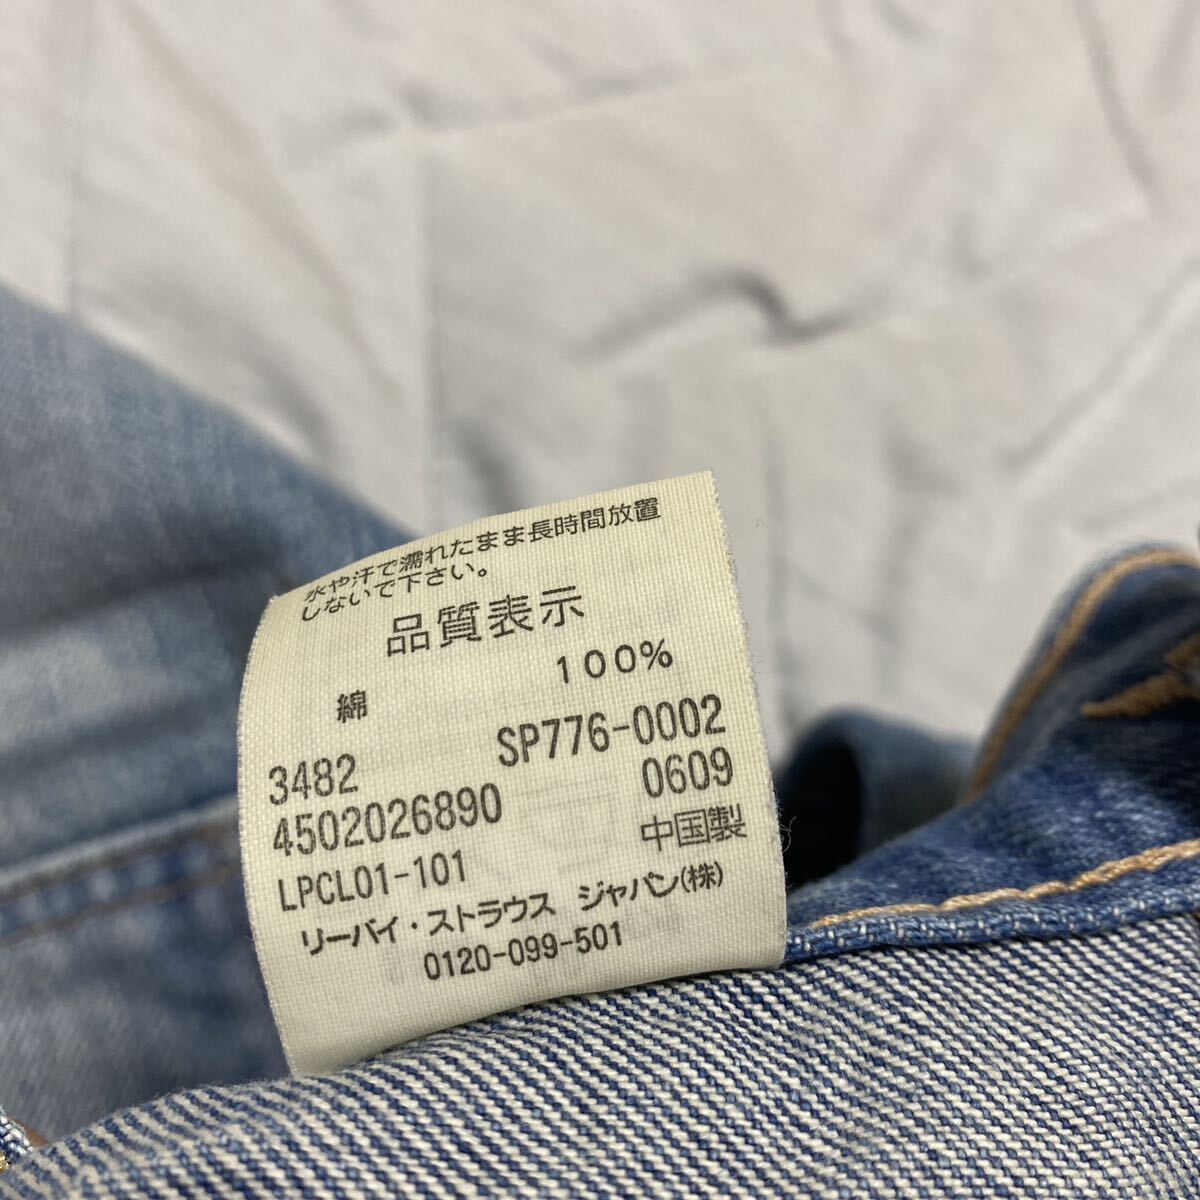 水や汗で濡れたまま長時間放置
しないで下さい。
品質表示
綿 100%
3482 SP776-0002
4502026890 0609
LPCL01-101 中国製
リーバイ・ストラウス ジャパン(株)
0120-099-501